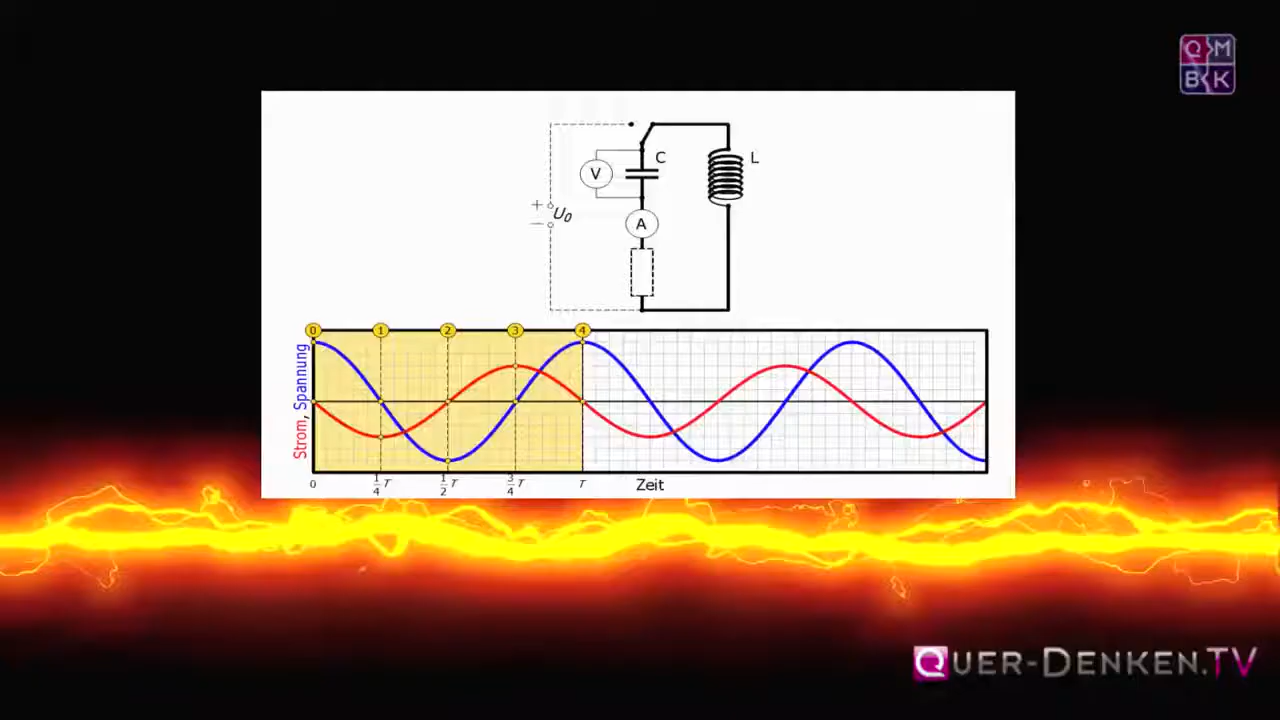 Q M
B K
C
L
V
+
U0
−
A
0 1 2 3 4
Strom, Spannung
0 1/4 T 1/2 T 3/4 T T Zeit
QUER-DENKEN.TV